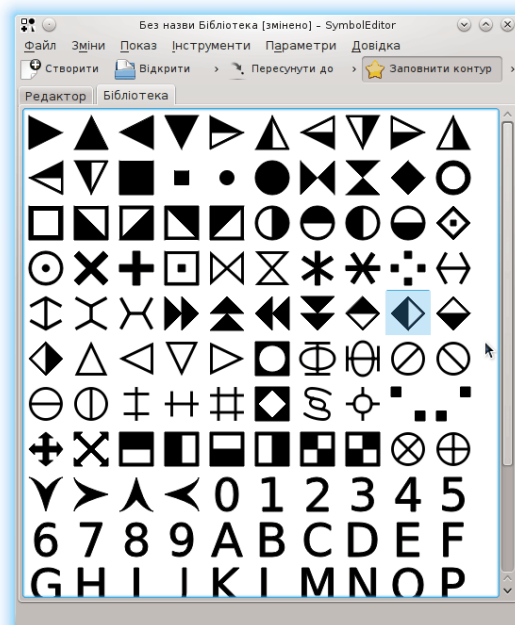 Без назви Бібліотека [змінено] – SymbolEditor
Файл Зміни Показ Інструменти Параметри Довідка
Створити Відкрити Пересунути до Заповнити контур
Редактор Бібліотека
0 1 2 3 4 5
6 7 8 9 A B C D E F
G H I J K L M N O P